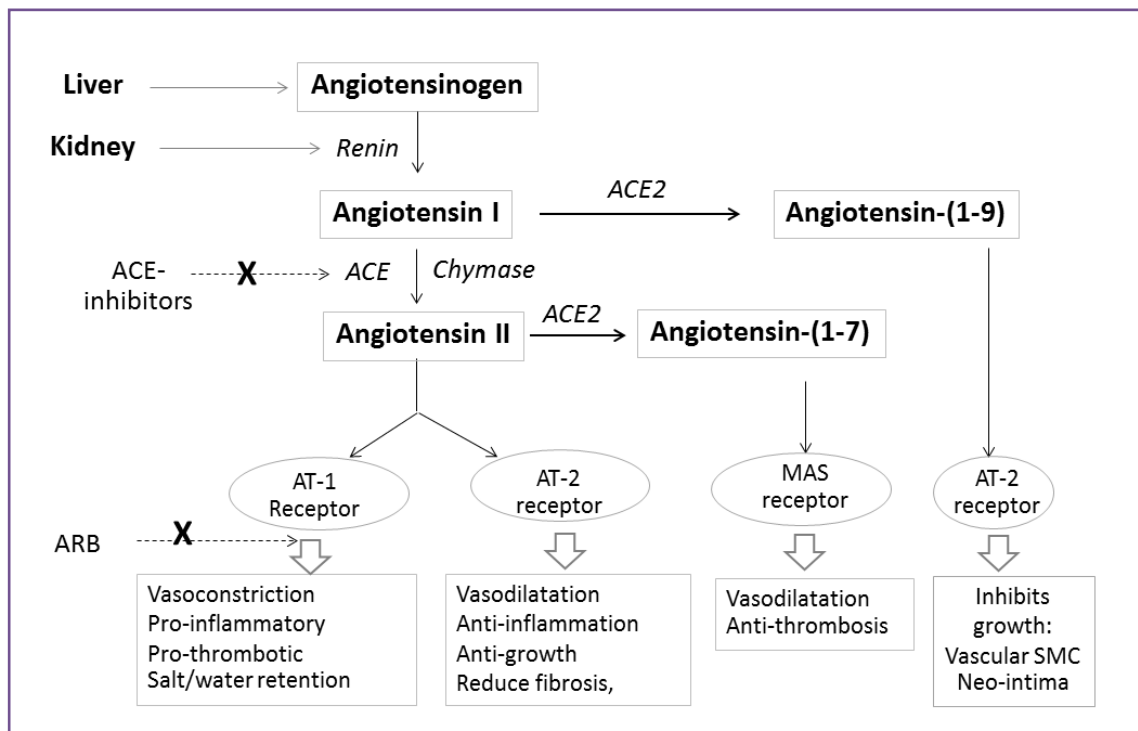 Liver
Angiotensinogen
Kidney
Renin
ACE2
Angiotensin I
Angiotensin-(1-9)
ACE-
inhibitors
X
ACE
Chymase
ACE2
Angiotensin II
Angiotensin-(1-7)
AT-1
Receptor
AT-2
receptor
MAS
receptor
AT-2
receptor
ARB
X
Vasoconstriction
Pro-inflammatory
Pro-thrombotic
Salt/water retention
Vasodilatation
Anti-inflammation
Anti-growth
Reduce fibrosis,
Vasodilatation
Anti-thrombosis
Inhibits
growth:
Vascular SMC
Neo-intima